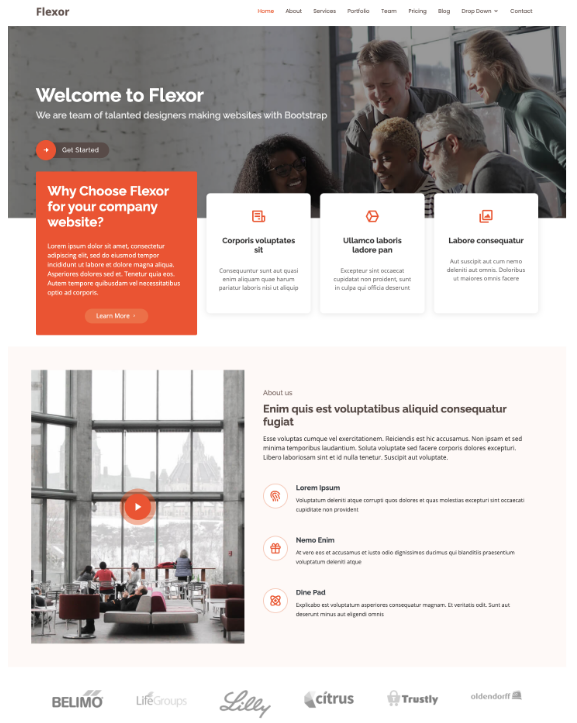 Flexor
Home About Services Portfolio Team Pricing Blog Drop Down Contact
Welcome to Flexor
We are team of talanted designers making websites with Bootstrap
Get Started
Why Choose Flexor
for your company
website?
Lorem ipsum dolor sit amet, consectetur
adipiscing elit, sed do eiusmod tempor
incididunt ut labore et dolore magna aliqua.
Asperiores dolores sed et. Tenetur quia eos.
Autem tempore quibusdam vel necessitatibus
optio ad corporis.
Learn More
Corporis voluptates
sit
Consequuntur sunt aut quasi
enim aliquam quae harum
pariatur laboris nisi ut aliquip
Ullamco laboris
ladore pan
Excepteur sint occaecat
cupidatat non proident, sunt
in culpa qui officia deserunt
Labore consequatur
Aut suscipit aut cum nemo
deleniti aut omnis. Doloribus
ut maiores omnis facere
About us
Enim quis est voluptatibus aliquid consequatur
fugiat
Esse voluptas cumque vel exercitationem. Reiciendis est hic accusamus. Non ipsam et sed
minima temporibus laudantium. Soluta voluptate sed facere corporis dolores excepturi.
Libero laboriosam sint et id nulla tenetur. Suscipit aut voluptate.
Lorem Ipsum
Voluptatum deleniti atque corrupti quos dolores et quas molestias excepturi sint occaecati
cupiditate non provident
Nemo Enim
At vero eos et accusamus et iusto odio dignissimos ducimus qui blanditiis praesentium
voluptatum deleniti atque
Dine Pad
Explicabo est voluptatum asperiores consequatur magnam. Et veritatis odit. Sunt aut
deserunt minus aut eligendi omnis
BELIMO LifeGroups Lilly citrus Trustly oldendorff